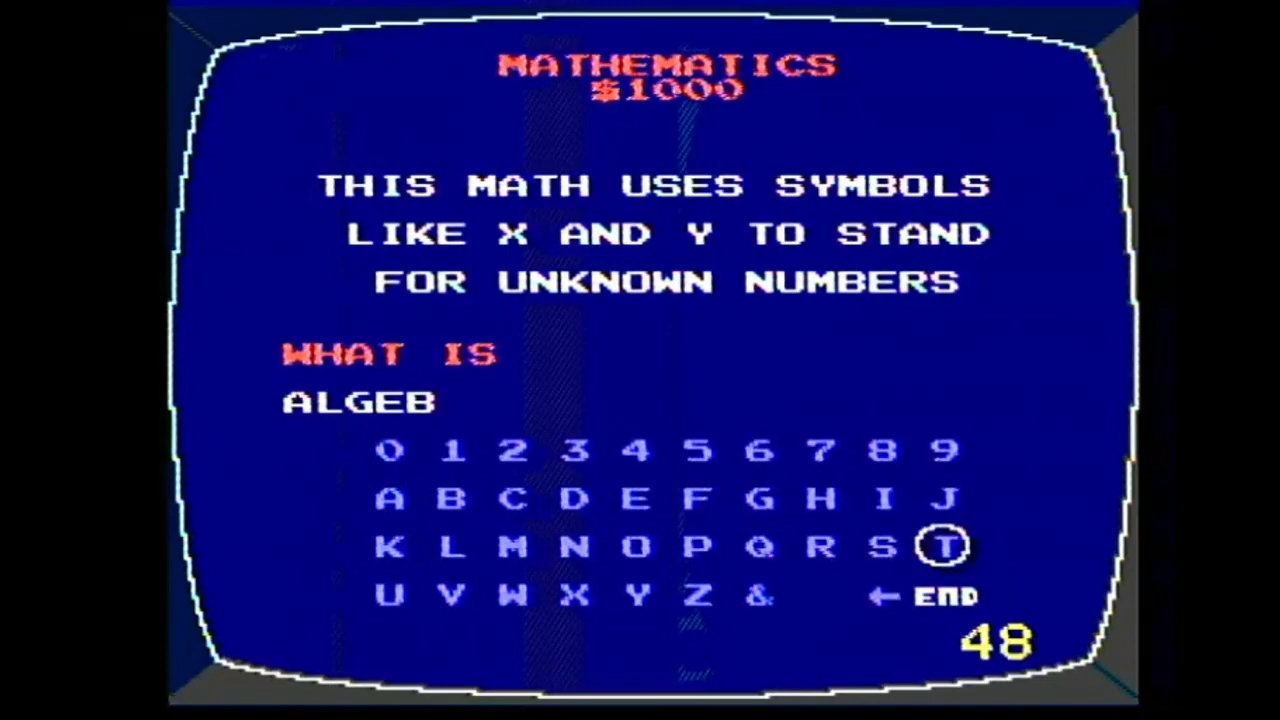 MATHEMATICS
$1000
THIS MATH USES SYMBOLS
LIKE X AND Y TO STAND
FOR UNKNOWN NUMBERS
WHAT IS
ALGEB
0 1 2 3 4 5 6 7 8 9
A B C D E F G H I J
K L M N O P Q R S T
U V W X Y Z & ← END
48